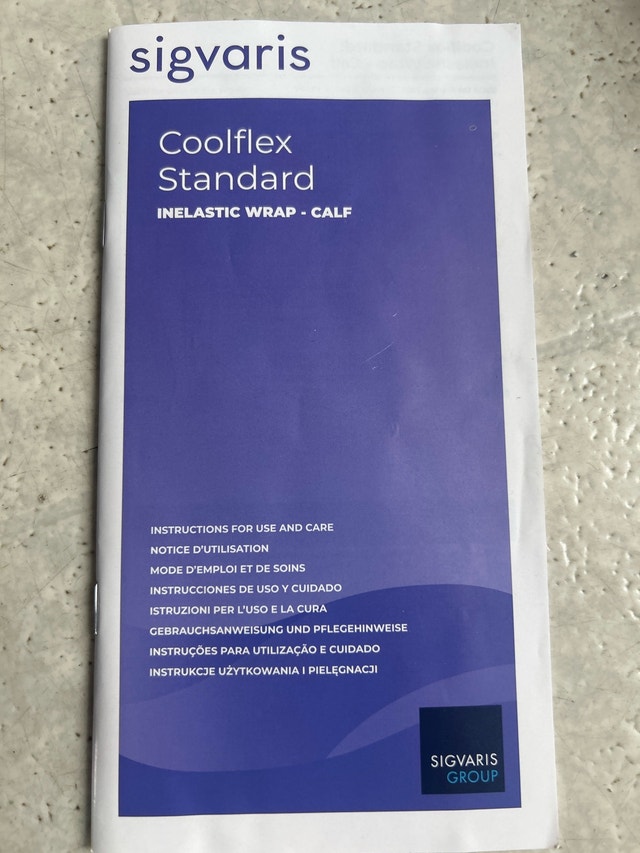 sigvaris
Coolflex
Standard
INELASTIC WRAP - CALF
INSTRUCTIONS FOR USE AND CARE
NOTICE D'UTILISATION
MODE D'EMPLOI ET DE SOINS
INSTRUCCIONES DE USO Y CUIDADO
ISTRUZIONI PER L'USO E LA CURA
GEBRAUCHSANWEISUNG UND PFLEGEHINWEISE
INSTRUÇÕES PARA UTILIZAÇÃO E CUIDADO
INSTRUKCJE UŻYTKOWANIA I PIELĘGNACJI
SIGVARIS
GROUP